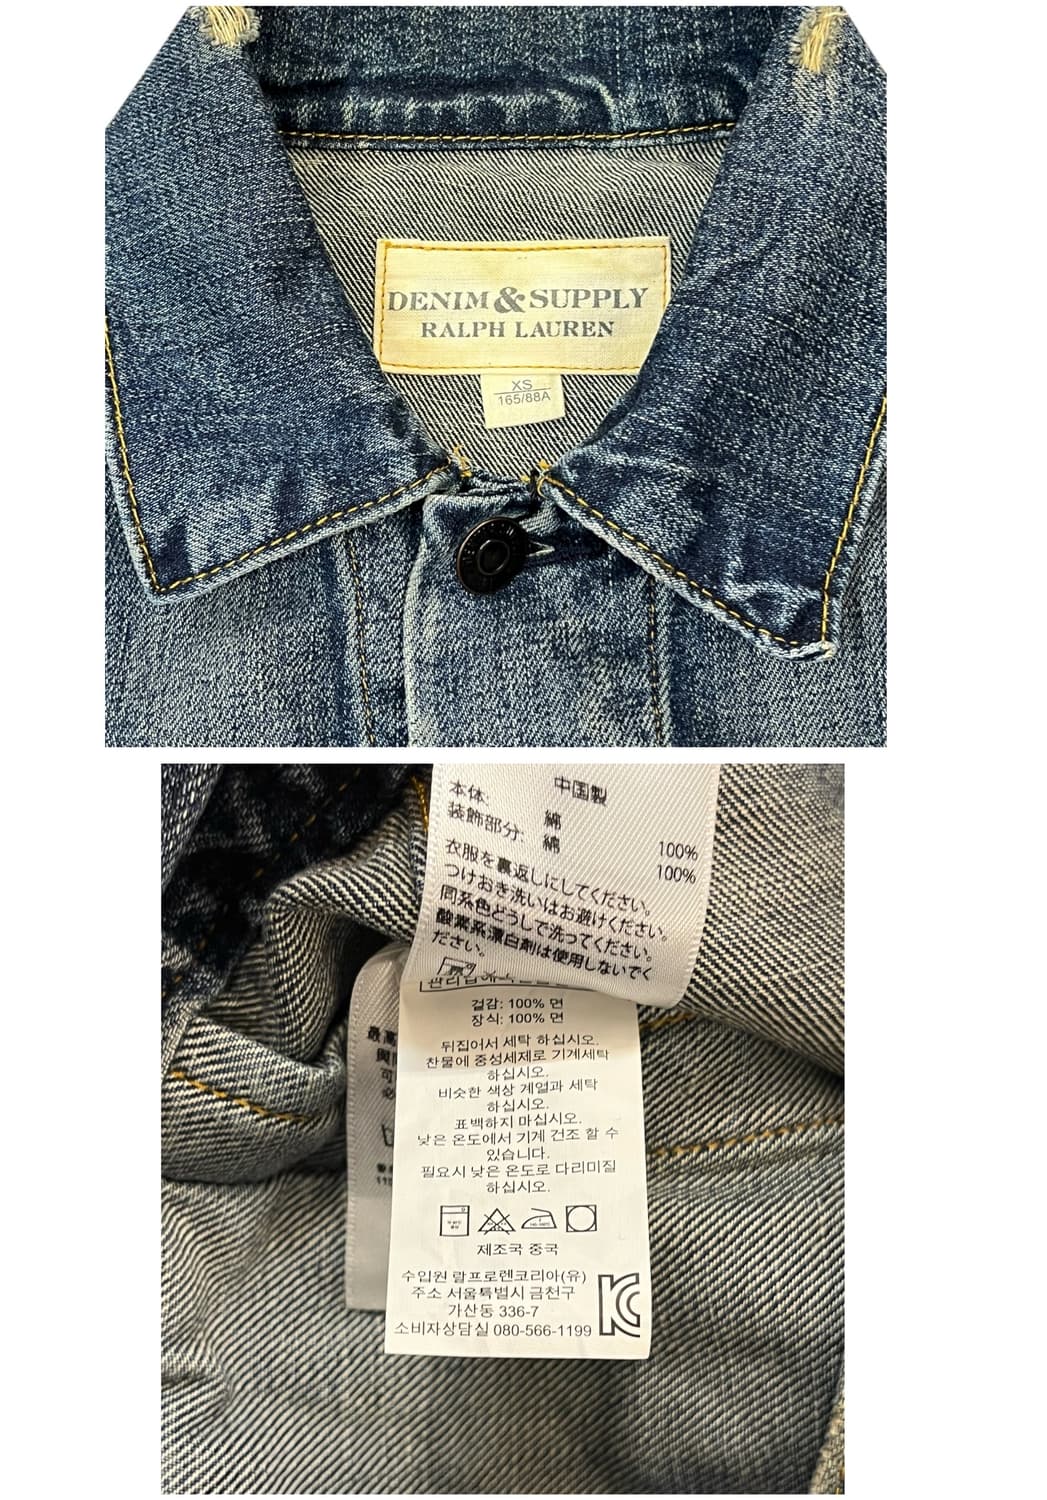 DENIM & SUPPLY
RALPH LAUREN
XS
165/88A
中国製
本体: 綿 100%
装飾部分: 綿 100%
衣服を裏返しにしてください。
つけおき洗いはお避けください。
同系色どうしで洗ってください。
酸素系漂白剤は使用しないでく
ださい。
걸감: 100% 면
장식: 100% 면
뒤집어서 세탁 하십시오.
찬물에 중성세제로 기계세탁
하십시오.
비슷한 색상 계열과 세탁
하십시오.
표백하지 마십시오.
낮은 온도에서 기계 건조 할 수
있습니다.
필요시 낮은 온도로 다리미질
하십시오.
제조국 중국
수입원 랄프로렌코리아(유)
주소 서울특별시 금천구
가산동 336-7
소비자상담실 080-566-1199
KC
最高
可